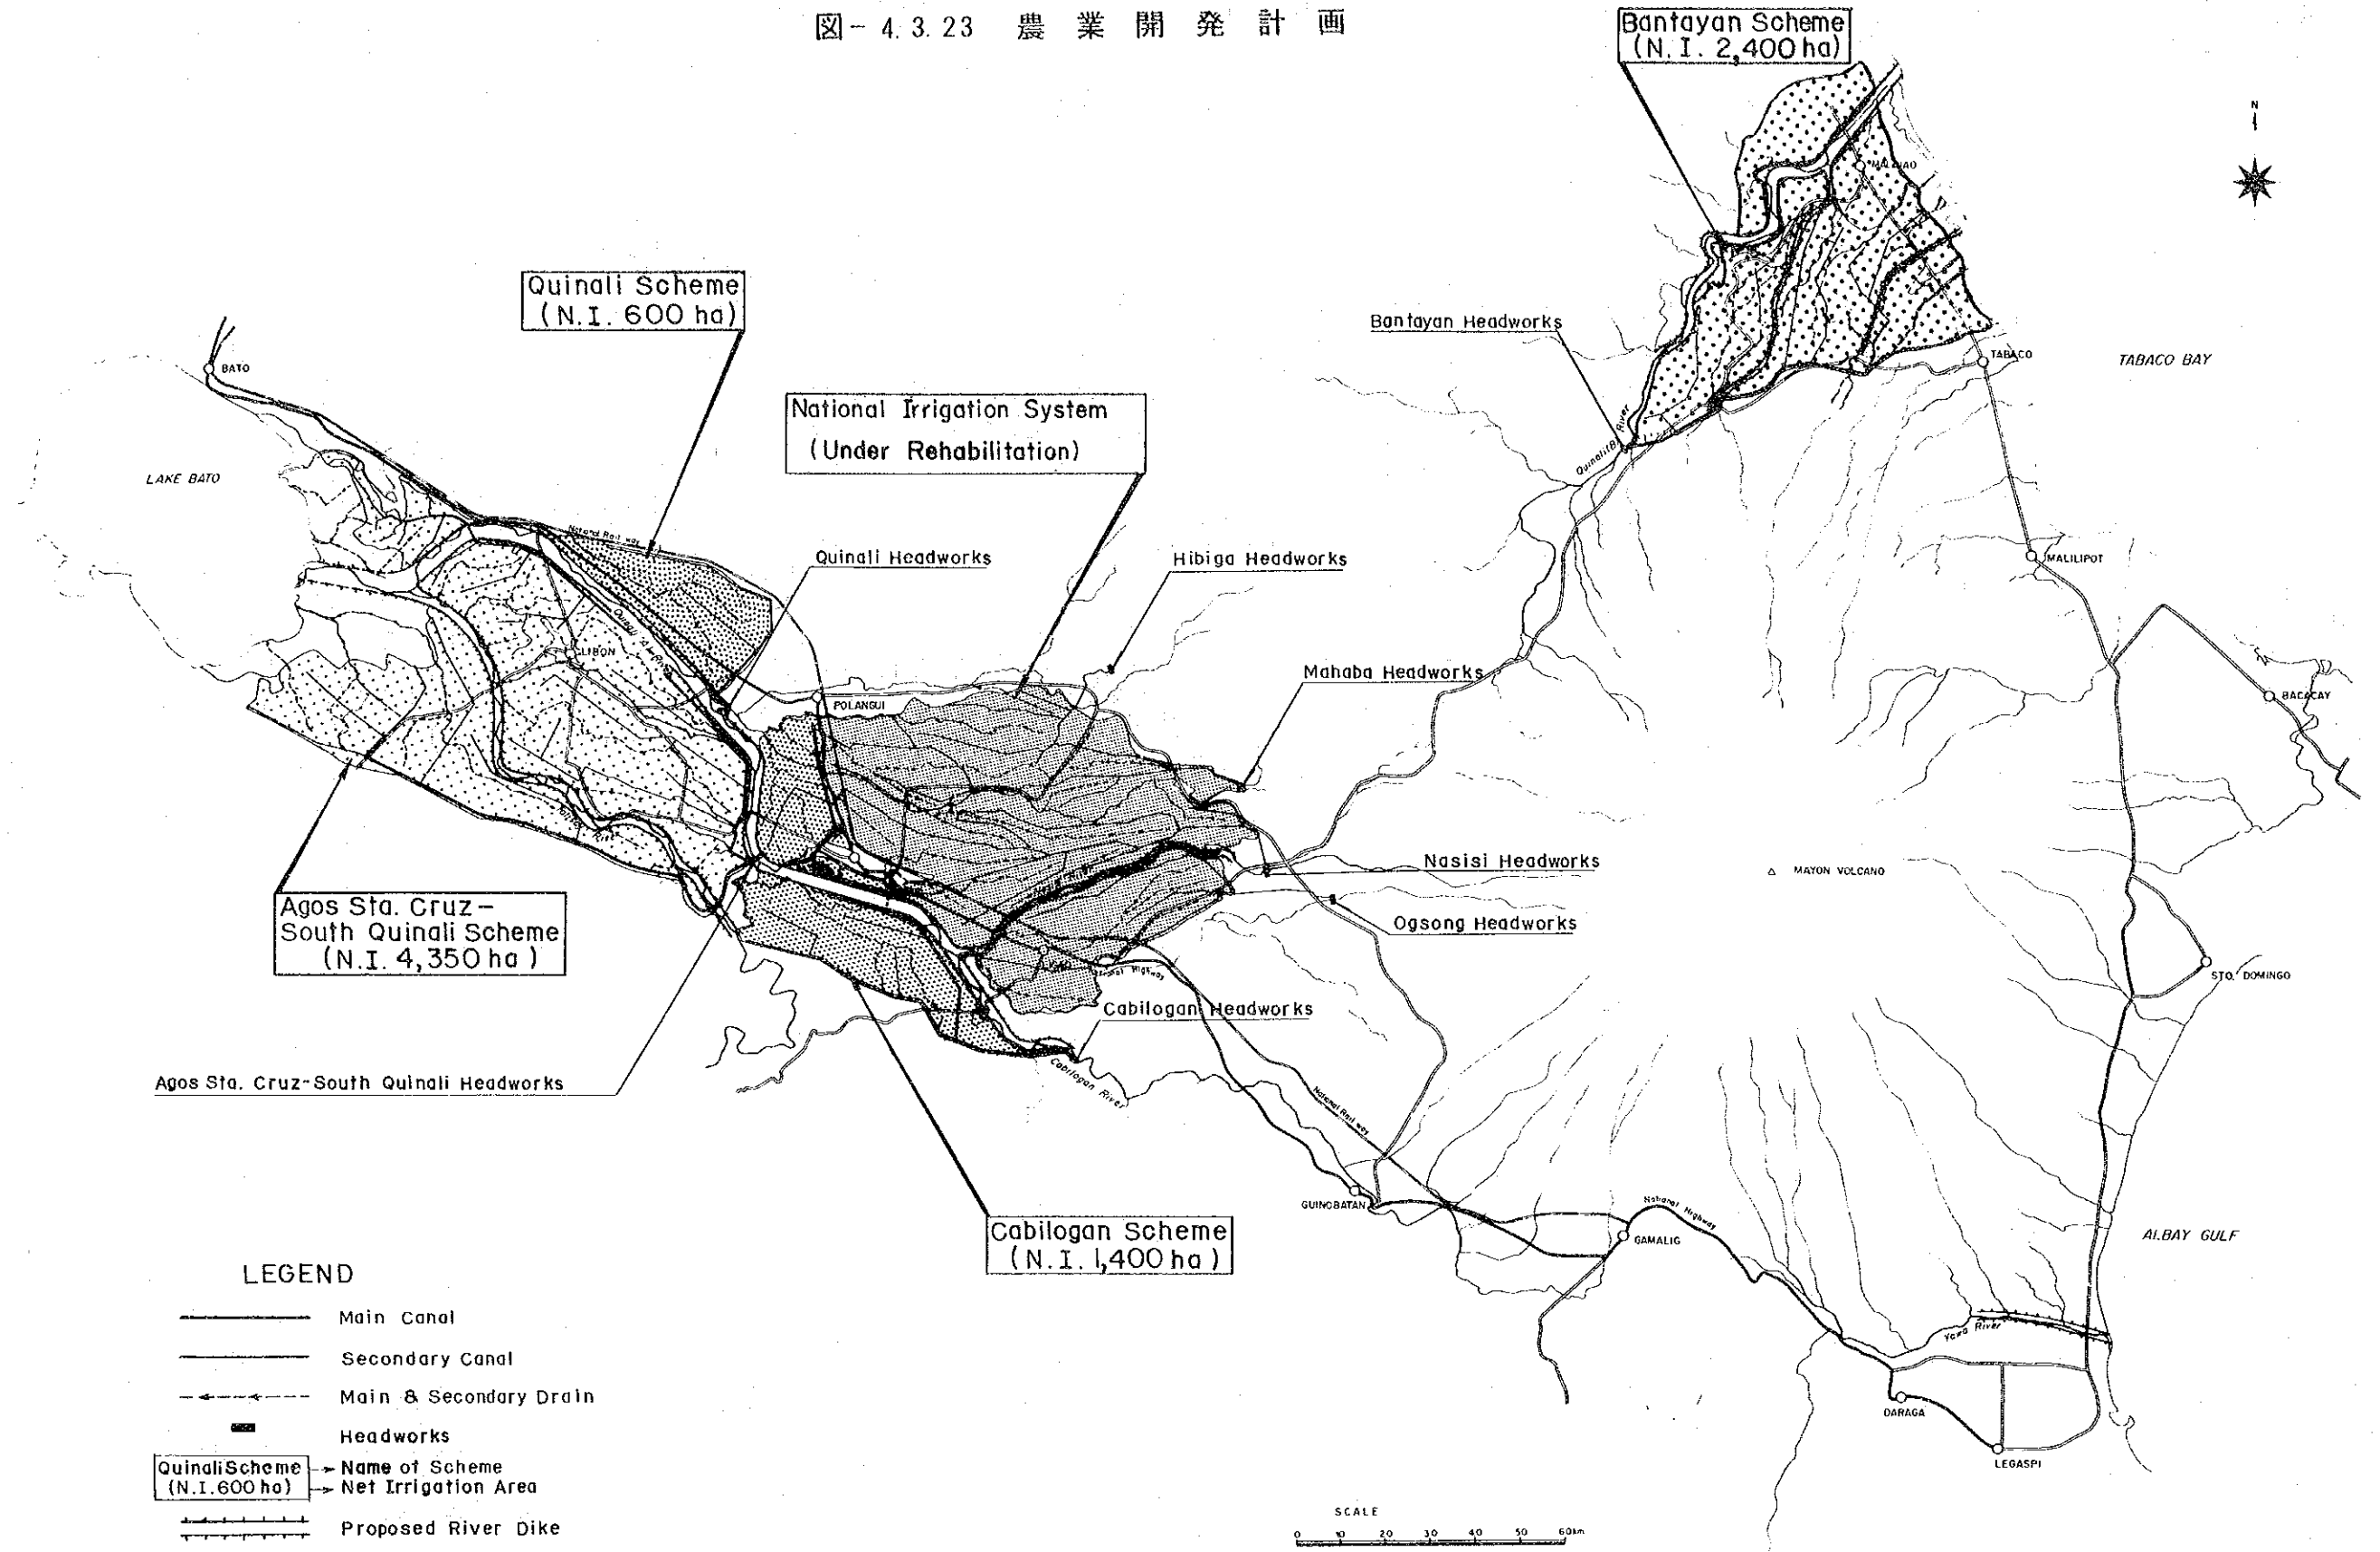 図- 4. 3. 23 農 業 開 発 計 画
Bantayan Scheme
(N. I. 2,400 ha)
N
Quinali Scheme
(N.I. 600 ha)
Bantayan Headworks
TABACO
TABACO BAY
BATO
National Irrigation System
(Under Rehabilitation)
LAKE BATO
National Rail way
Quinali Headworks
Hibiga Headworks
MALILIPOT
LIBON
Mahaba Headworks
POLANGUI
BACACAY
Nasisi Headworks
MAYON VOLCANO
Agos Sta. Cruz-
South Quinali Scheme
(N.I. 4,350 ha)
Ogsong Headworks
STO. DOMINGO
Highway
Cabilogan Headworks
Agos Sta. Cruz-South Quinali Headworks
Cabilogan River
National Rail way
GUINOBATAN
National Highway
Cabilogan Scheme
(N.I. 1,400 ha)
GAMALIG
ALBAY GULF
LEGEND
Main Canal
Yawa River
Secondary Canal
Main & Secondary Drain
DARAGA
Headworks
LEGASPI
Quinali Scheme
(N.I. 600 ha)
Name of Scheme
Net Irrigation Area
Proposed River Dike
SCALE
0 10 20 30 40 50 60km